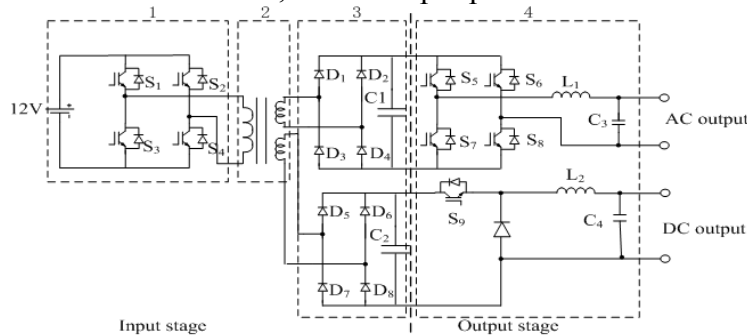 1 2 3 4
S₁ S₂ D₁ D₂ C1 S₅ S₆ L₁
12V C₃ AC output
S₃ S₄ D₃ D₄ S₇ S₈
D₅ D₆ S₉ L₂
C₂ C₄ DC output
D₇ D₈
Input stage Output stage